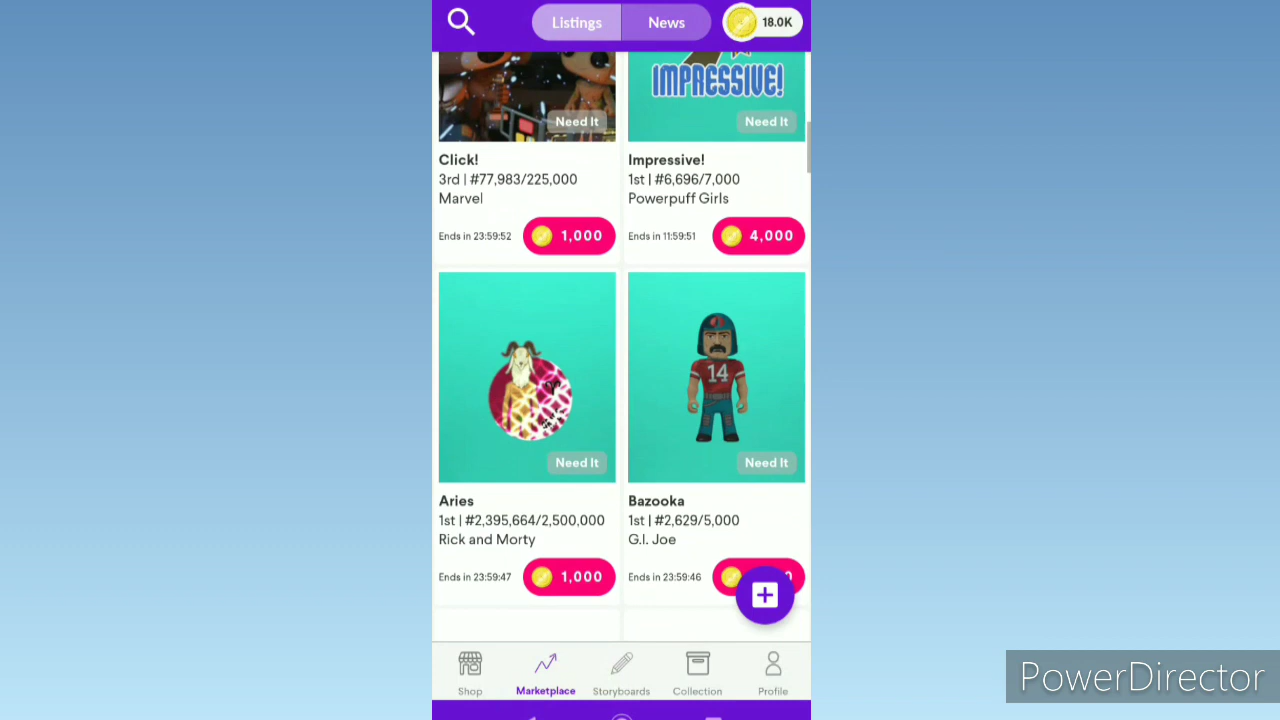 Listings News 18.0K
IMPRESSIVE!
Need It Need It
Click! Impressive!
3rd | #77,983/225,000 1st | #6,696/7,000
Marvel Powerpuff Girls
Ends in 23:59:52 1,000 Ends in 11:59:51 4,000
14
Need It Need It
Aries Bazooka
1st | #2,395,664/2,500,000 1st | #2,629/5,000
Rick and Morty G.I. Joe
Ends in 23:59:47 1,000 Ends in 23:59:46
Shop Marketplace Storyboards Collection Profile
PowerDirector